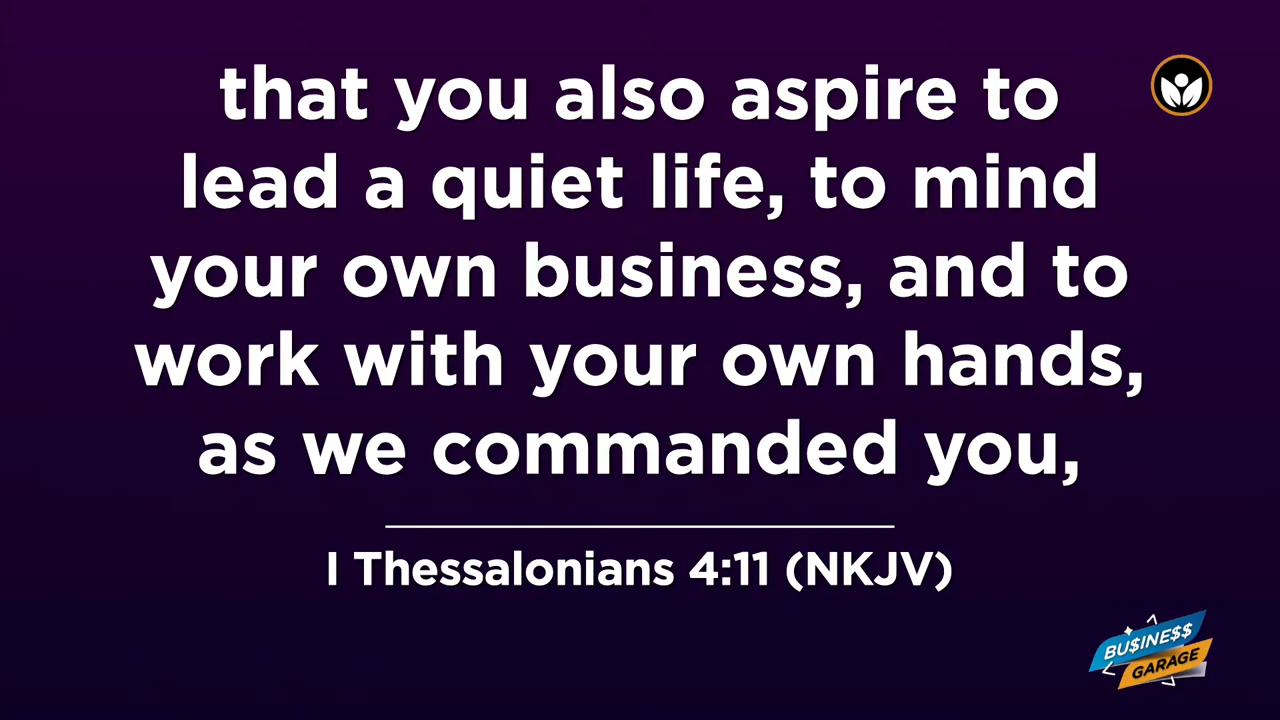 that you also aspire to
lead a quiet life, to mind
your own business, and to
work with your own hands,
as we commanded you,
I Thessalonians 4:11 (NKJV)
BU$INE$$
GARAGE